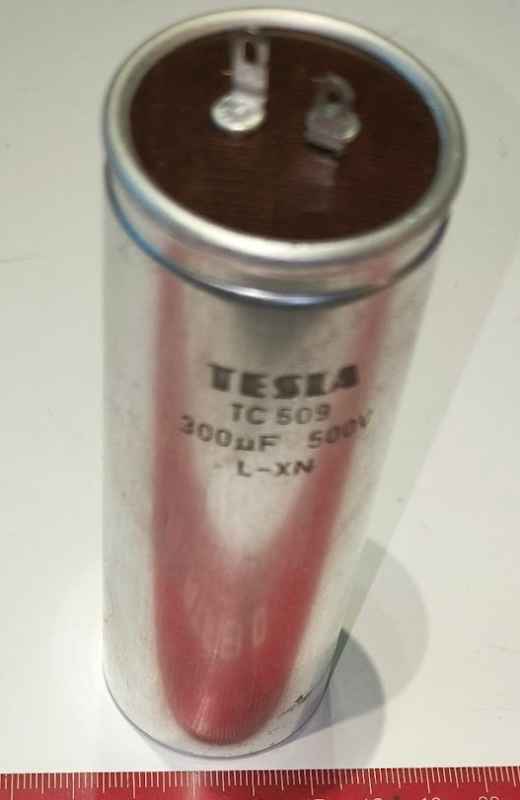 TESLA
TC 509
300µF 500V
L-XN